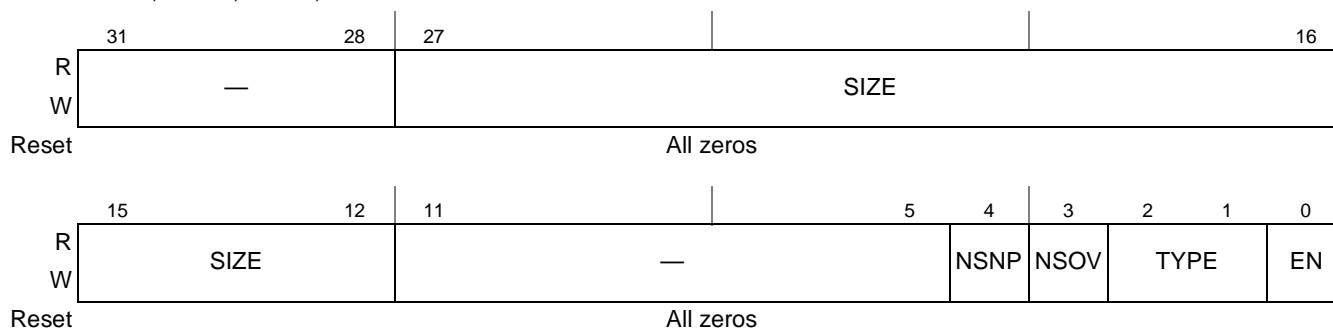 31 28 27 16
R
W
— SIZE
Reset All zeros
15 12 11 5 4 3 2 1 0
R
W
SIZE — NSNP NSOV TYPE EN
Reset All zeros